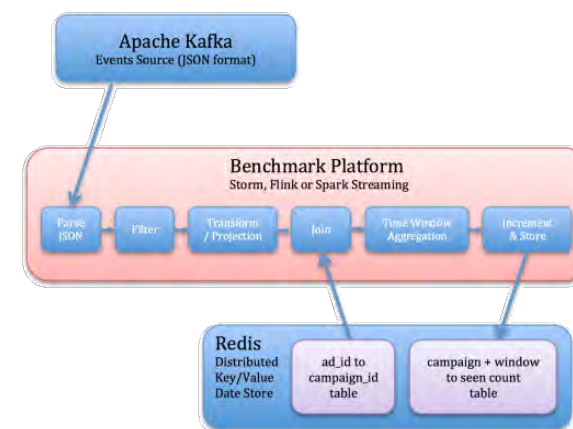 Apache Kafka
Events Source (JSON format)
Benchmark Platform
Storm, Flink or Spark Streaming
Parse
JSON
Filter
Transform
/ Projection
Join
Time Window
Aggregation
Increment
& Store
Redis
Distributed
Key/Value
Date Store
ad_id to
campaign_id
table
campaign + window
to seen count
table